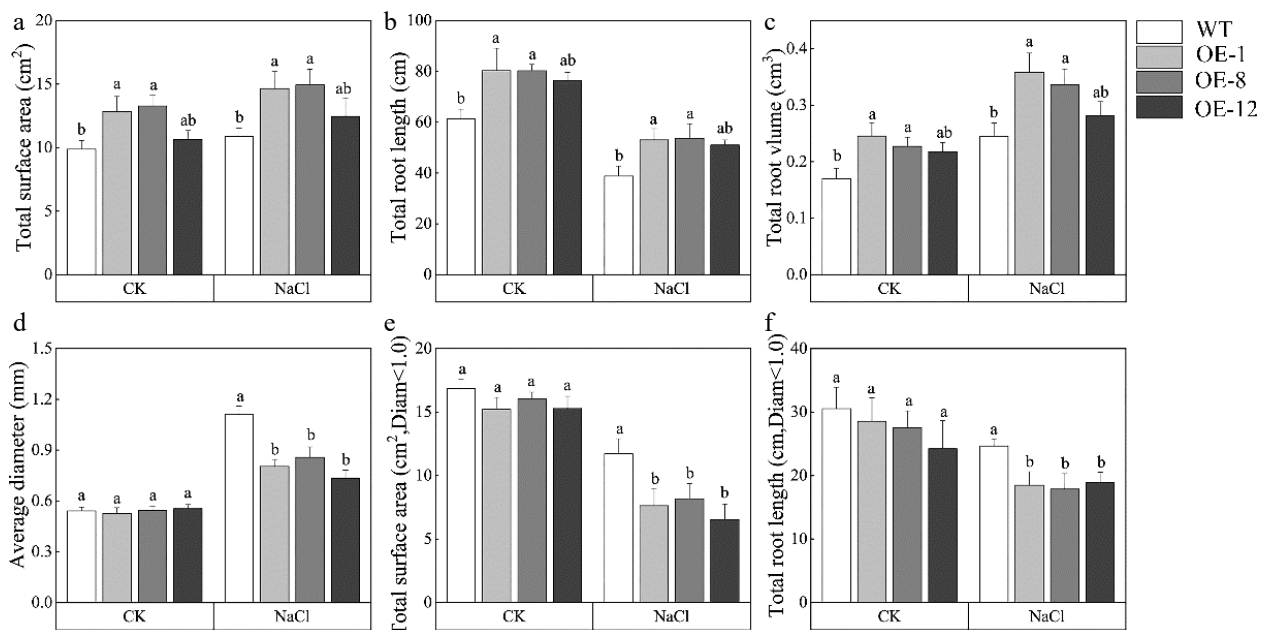 a
Total surface area (cm²)
20
15
10
5
0
b
a
a
ab
b
a
a
ab
CK
NaCl
b
Total root length (cm)
100
80
60
40
20
0
b
a
a
ab
b
a
a
ab
CK
NaCl
c
Total root vlume (cm³)
0.4
0.3
0.2
0.1
0.0
b
a
a
ab
b
a
a
ab
CK
NaCl
WT
OE-1
OE-8
OE-12
d
Average diameter (mm)
1.5
1.2
0.9
0.6
0.3
0.0
a
a
a
a
a
b
b
b
CK
NaCl
e
Total surface area (cm²,Diam<1.0)
20
15
10
5
0
a
a
a
a
a
b
b
b
CK
NaCl
f
Total root length (cm,Diam<1.0)
40
30
20
10
0
a
a
a
a
a
b
b
b
CK
NaCl